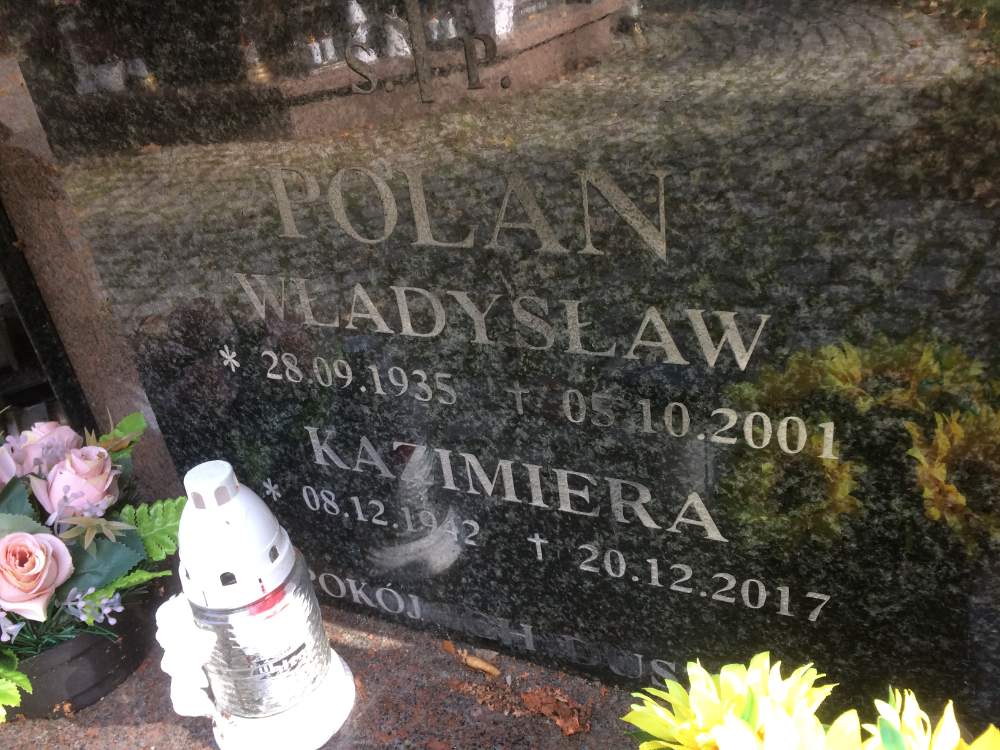 Ś.†P.
POLAN
WŁADYSŁAW
* 28.09.1935 † 05.10.2001
KAZIMIERA
* 08.12.1942 † 20.12.2017
POKÓJ